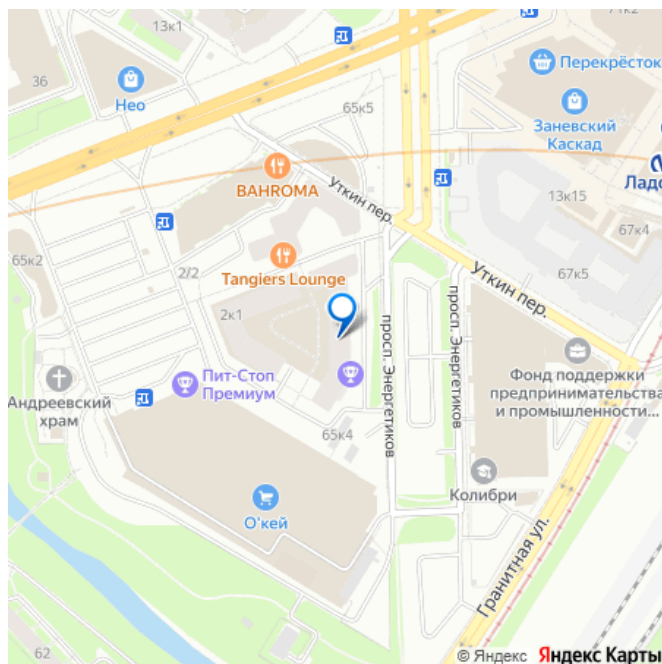 13к1
71к2
36
Нео
Перекрёсток
65к5
Заневский
Каскад
BAHROMA
Уткин пер.
Ладо
13к15
67к4
65к2
2/2
Tangiers Lounge
Уткин пер.
67к5
2к1
просп. Энергетиков
просп. Энергетиков
Андреевский
храм
Пит-Стоп
Премиум
Фонд поддержки
предпринимательства
и промышленности...
65к4
Колибри
О'кей
Гранитная ул.
62
© Яндекс Яндекс Карты